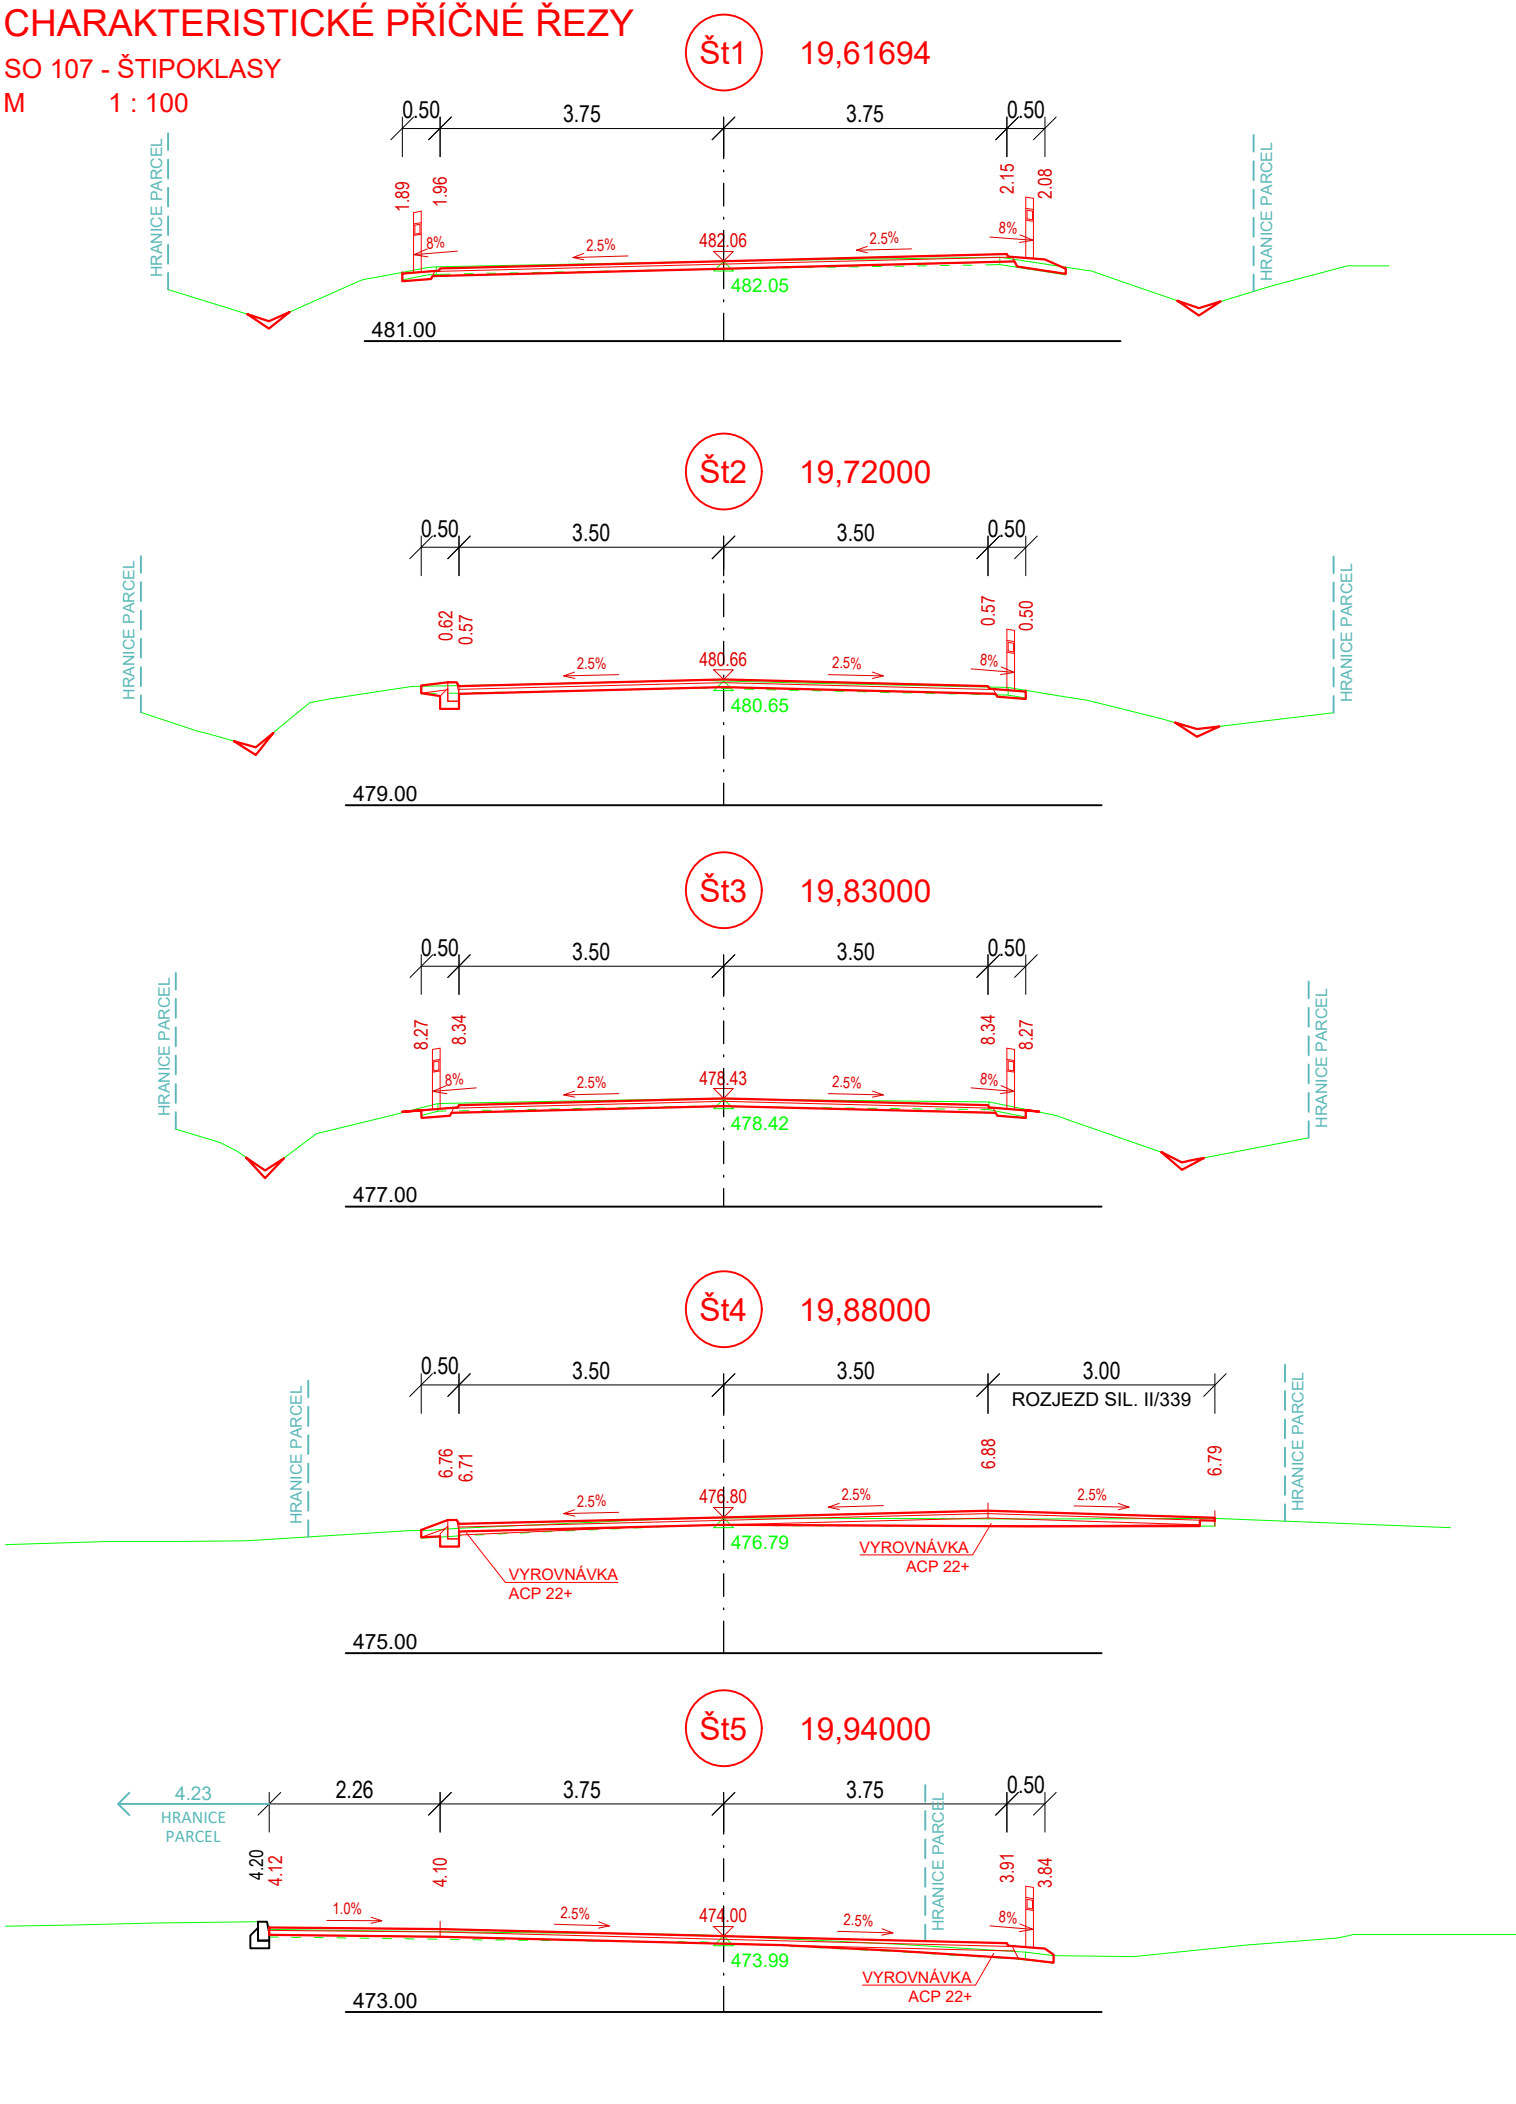 CHARAKTERISTICKÉ PŘÍČNÉ ŘEZY
SO 107 - ŠTIPOKLASY
M 1 : 100
Št1 19,61694
0.50 3.75 3.75 0.50
HRANICE PARCEL
1.89 1.96 2.15 2.08
HRANICE PARCEL
8% 2.5% 482.06 2.5% 8%
482.05
481.00
Št2 19,72000
0.50 3.50 3.50 0.50
HRANICE PARCEL
0.62 0.57 0.57 0.50
HRANICE PARCEL
2.5% 480.66 2.5% 8%
480.65
479.00
Št3 19,83000
0.50 3.50 3.50 0.50
HRANICE PARCEL
8.27 8.34 8.34 8.27
HRANICE PARCEL
8% 2.5% 478.43 2.5% 8%
478.42
477.00
Št4 19,88000
0.50 3.50 3.50 3.00
ROZJEZD SIL. II/339
HRANICE PARCEL
6.76 6.71 6.88 6.79
HRANICE PARCEL
2.5% 476.80 2.5% 2.5%
476.79
VYROVNÁVKA
ACP 22+
VYROVNÁVKA
ACP 22+
475.00
Št5 19,94000
4.23 2.26 3.75 3.75 0.50
HRANICE
PARCEL
HRANICE PARCEL
4.20 4.12 4.10 3.91 3.84
1.0% 2.5% 474.00 2.5% 8%
473.99
VYROVNÁVKA
ACP 22+
473.00